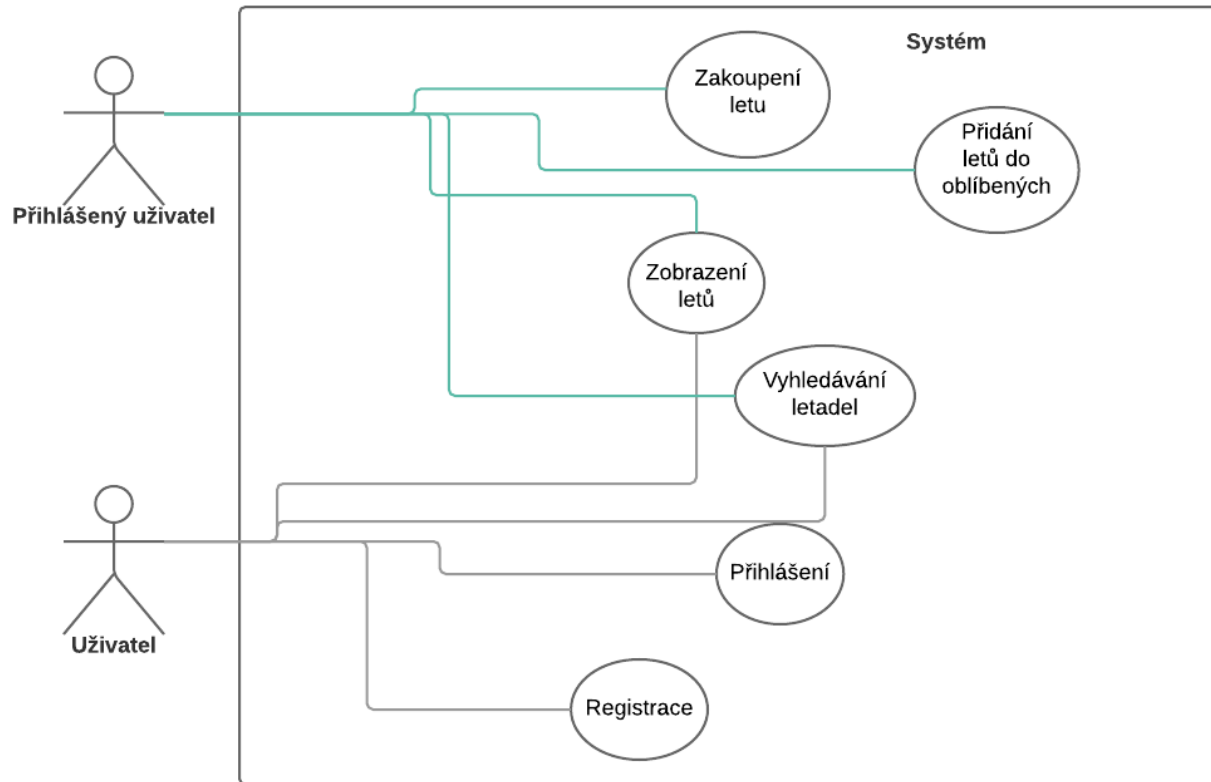 Systém
Zakoupení
letu
Přidání
letů do
oblíbených
Přihlášený uživatel
Zobrazení
letů
Vyhledávání
letadel
Přihlášení
Uživatel
Registrace